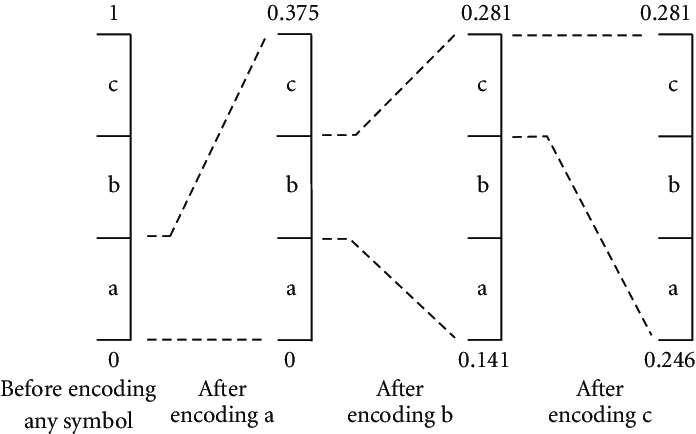 1 0.375 0.281 0.281
c c c c
b b b b
a a a a
0 0 0.141 0.246
Before encoding After After After
any symbol encoding a encoding b encoding c